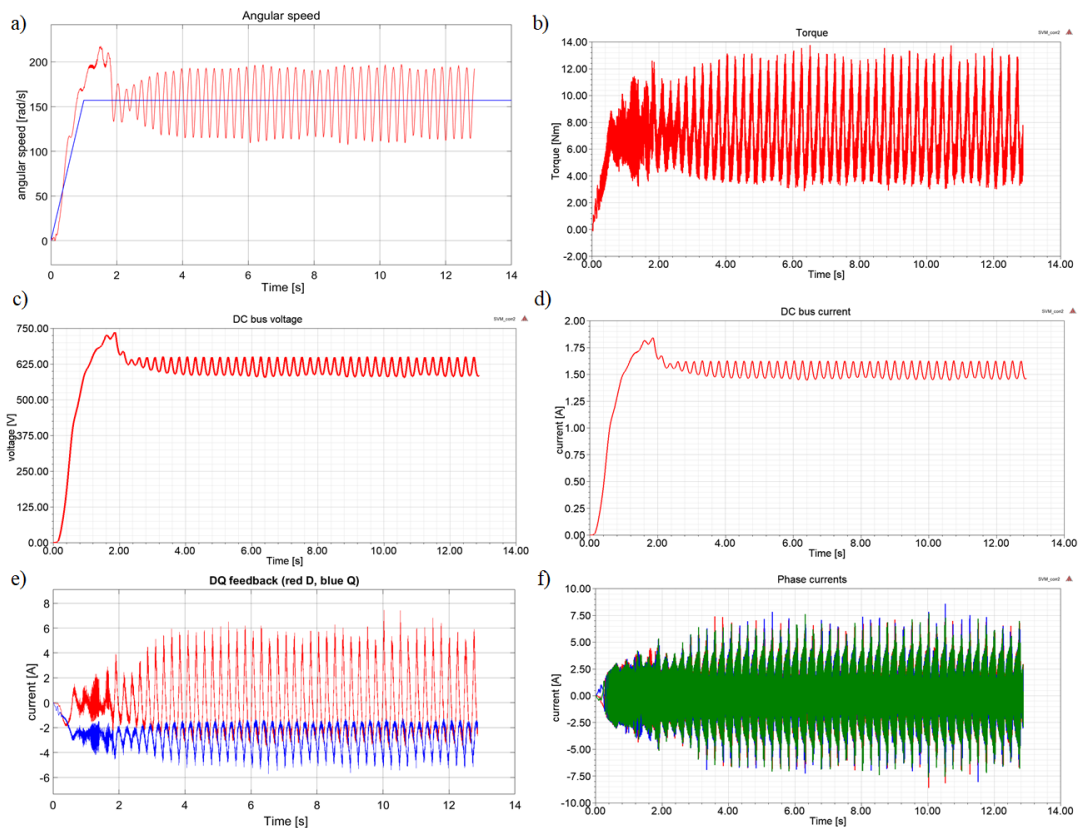 a)
Angular speed
angular speed [rad/s]
200
150
100
50
0
0 2 4 6 8 10 12 14
Time [s]
b)
Torque
SVM_con2
Torque [Nm]
14.00
12.00
10.00
8.00
6.00
4.00
2.00
0.00
-2.00
0.00 2.00 4.00 6.00 8.00 10.00 12.00 14.00
Time [s]
c)
DC bus voltage
SVM_con2
voltage [V]
750.00
625.00
500.00
375.00
250.00
125.00
0.00
0.00 2.00 4.00 6.00 8.00 10.00 12.00 14.00
Time [s]
d)
DC bus current
SVM_con2
current [A]
2.00
1.75
1.50
1.25
1.00
0.75
0.50
0.25
0.00
0.00 2.00 4.00 6.00 8.00 10.00 12.00 14.00
Time [s]
e)
DQ feedback (red D, blue Q)
current [A]
8
6
4
2
0
-2
-4
-6
0 2 4 6 8 10 12 14
Time [s]
f)
Phase currents
SVM_con2
current [A]
10.00
7.50
5.00
2.50
0.00
-2.50
-5.00
-7.50
-10.00
0.00 2.00 4.00 6.00 8.00 10.00 12.00 14.00
Time [s]